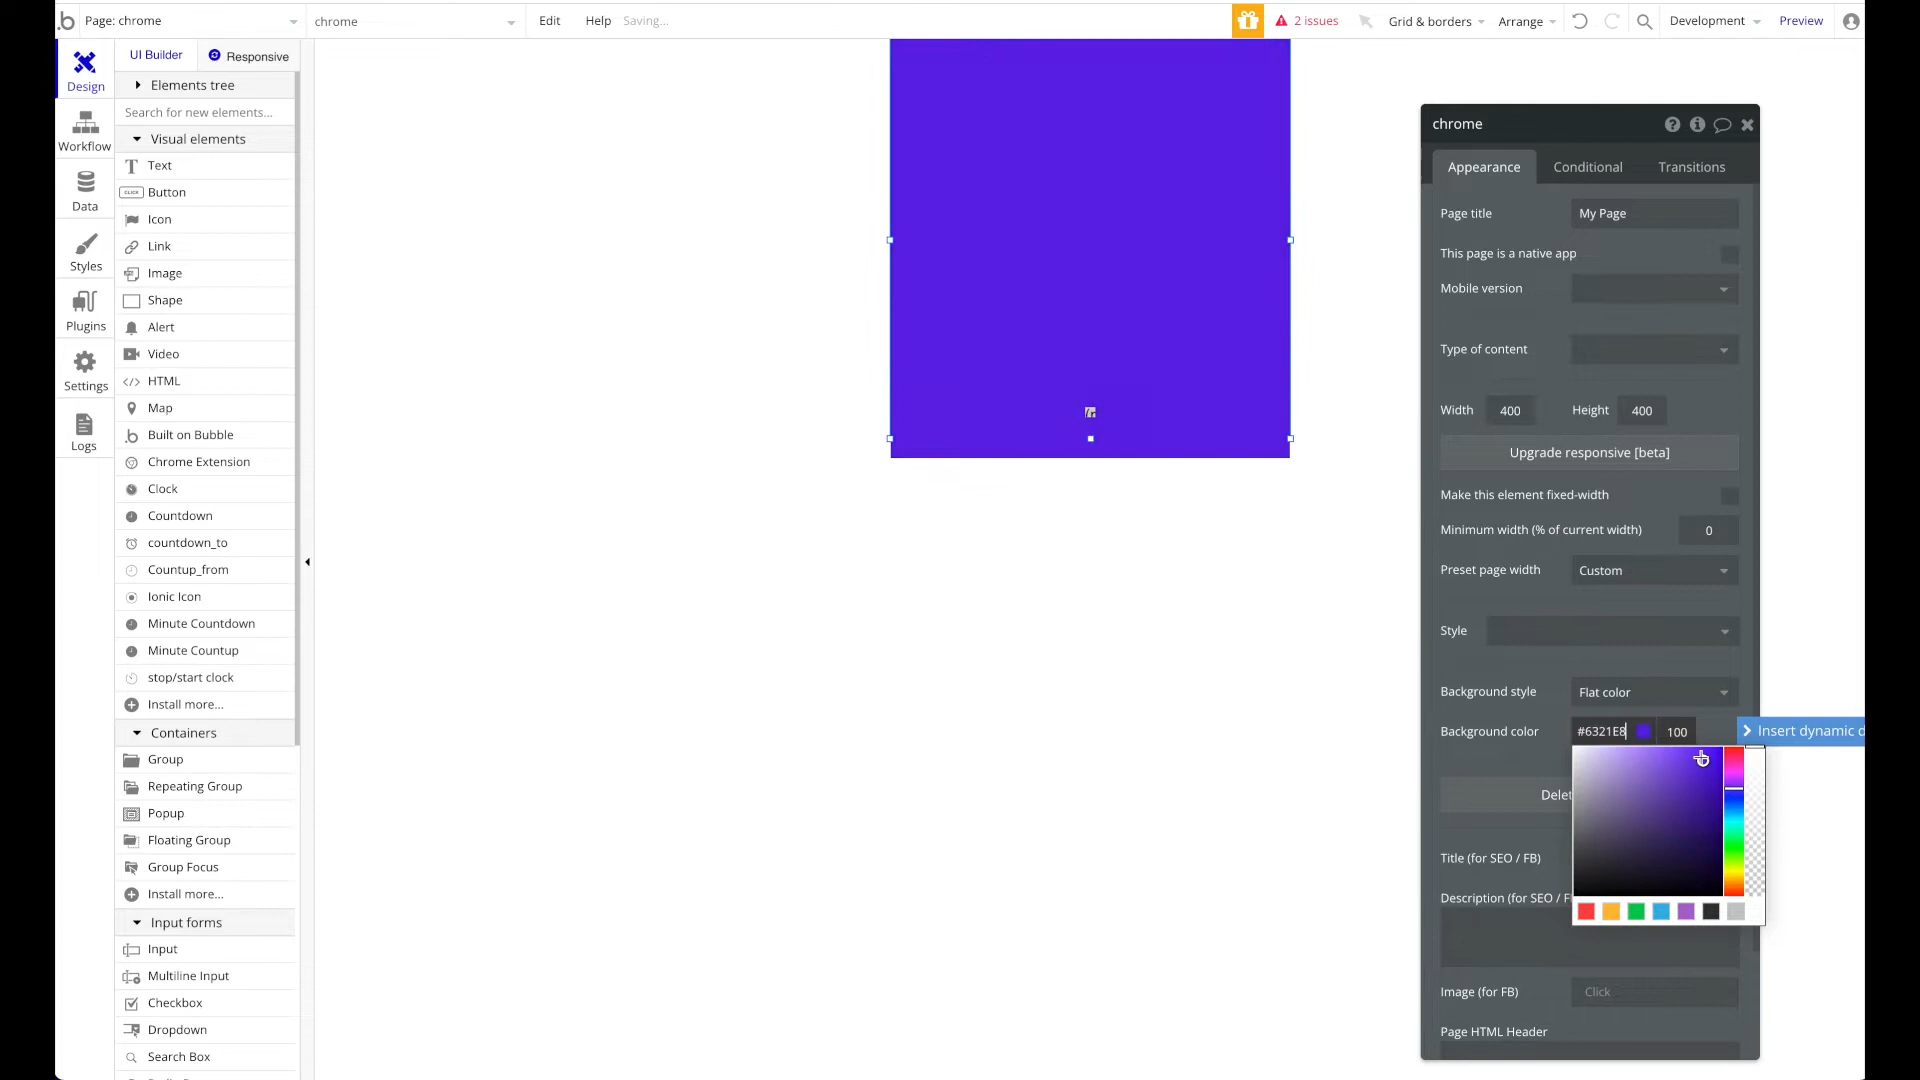 .b Page: chrome
chrome
Edit
Help
Saving...
2 issues
Grid & borders
Arrange
Development
Preview
Design
Workflow
Data
Styles
Plugins
Settings
Logs
UI Builder
Responsive
Elements tree
Search for new elements...
Visual elements
Text
CLICK Button
Icon
Link
Image
Shape
Alert
Video
</> HTML
Map
.b Built on Bubble
Chrome Extension
Clock
Countdown
countdown_to
Countup_from
Ionic Icon
Minute Countdown
Minute Countup
stop/start clock
Install more...
Containers
Group
Repeating Group
Popup
Floating Group
Group Focus
Install more...
Input forms
Input
Multiline Input
Checkbox
Dropdown
Search Box
chrome
Appearance
Conditional
Transitions
Page title
My Page
This page is a native app
Mobile version
Type of content
Width 400 Height 400
Upgrade responsive [beta]
Make this element fixed-width
Minimum width (% of current width) 0
Preset page width Custom
Style
Background style Flat color
Background color #6321E8 100
Insert dynamic d
Delet
Title (for SEO / FB)
Description (for SEO / F
Image (for FB) Click
Page HTML Header